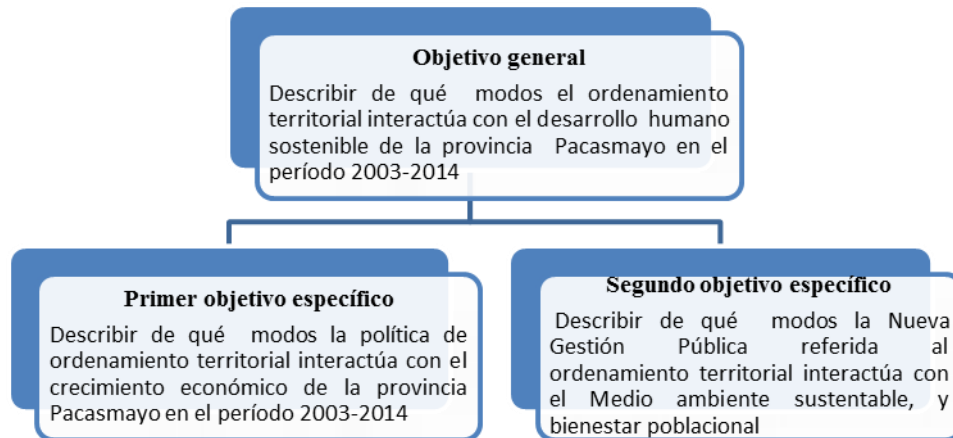 Objetivo general
Describir de qué modos el ordenamiento
territorial interactúa con el desarrollo humano
sostenible de la provincia Pacasmayo en el
período 2003-2014
Primer objetivo específico
Describir de qué modos la política de
ordenamiento territorial interactúa con el
crecimiento económico de la provincia
Pacasmayo en el período 2003-2014
Segundo objetivo específico
Describir de qué modos la Nueva
Gestión Pública referida al
ordenamiento territorial interactúa con
el Medio ambiente sustentable, y
bienestar poblacional